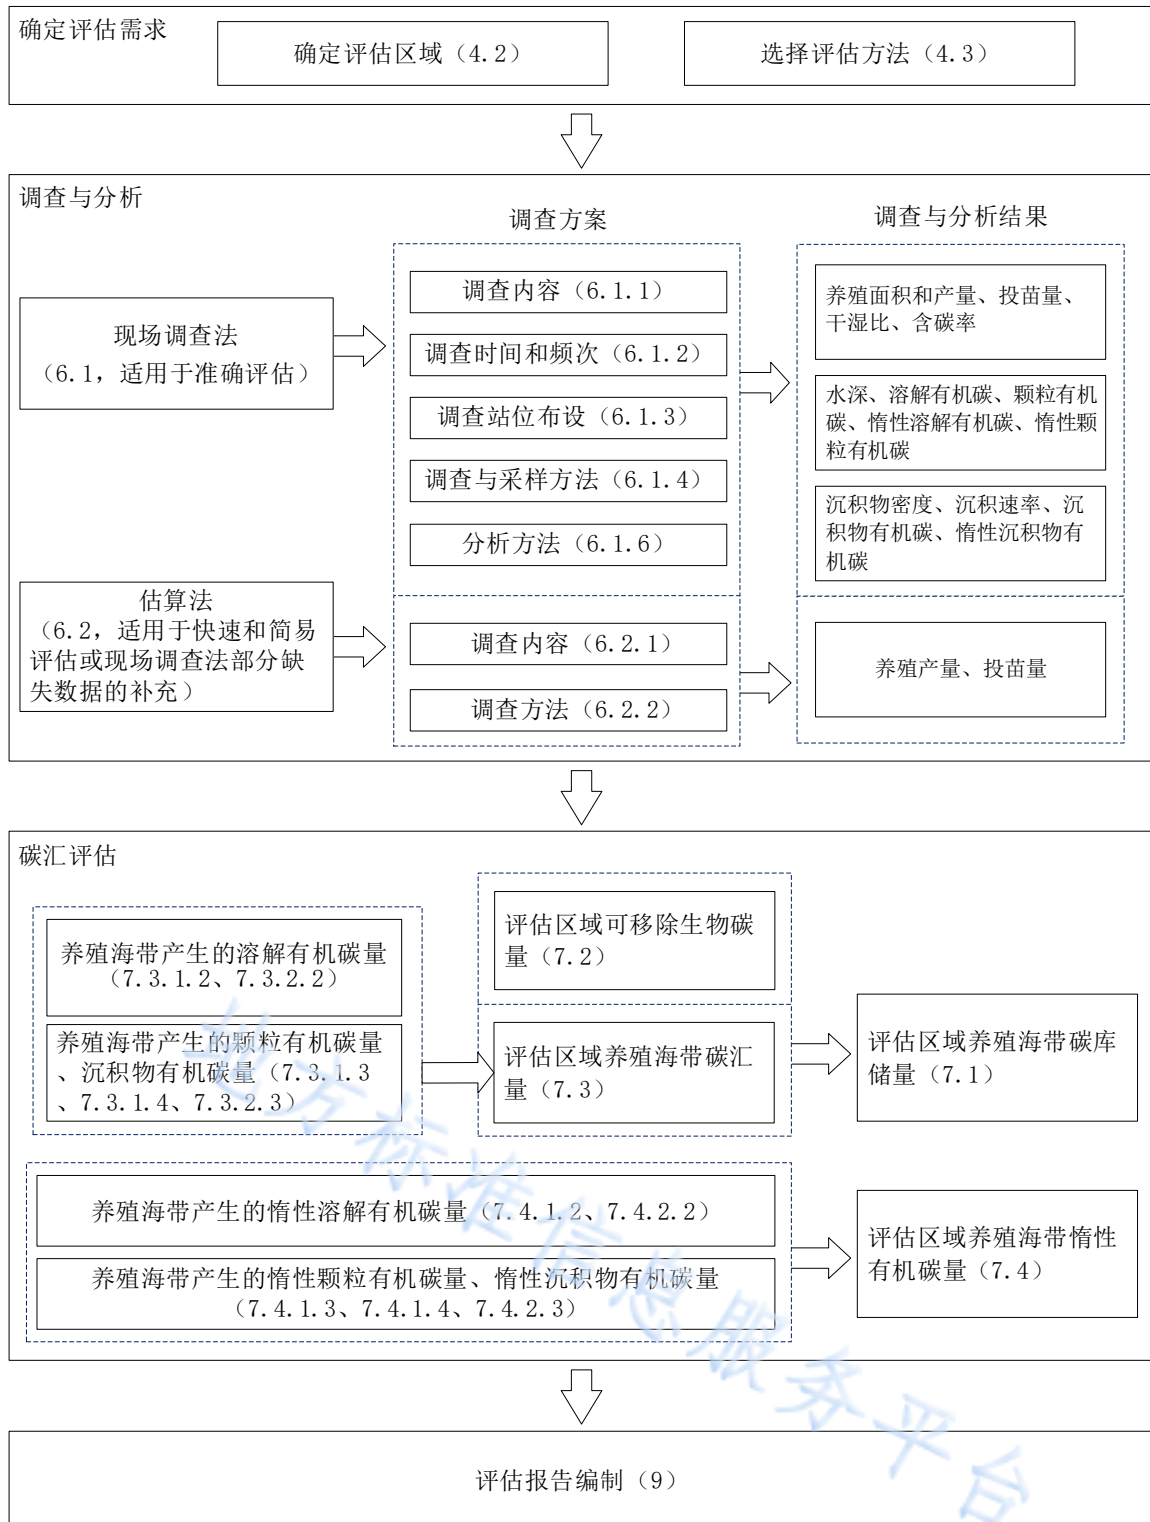 确定评估需求
确定评估区域（4.2）
选择评估方法（4.3）
调查与分析
调查方案
调查与分析结果
现场调查法
（6.1，适用于准确评估）
调查内容（6.1.1）
调查时间和频次（6.1.2）
调查站位布设（6.1.3）
调查与采样方法（6.1.4）
分析方法（6.1.6）
养殖面积和产量、投苗量、
干湿比、含碳率
水深、溶解有机碳、颗粒有机
碳、惰性溶解有机碳、惰性颗
粒有机碳
沉积物密度、沉积速率、沉
积物有机碳、惰性沉积物有
机碳
估算法
（6.2，适用于快速和简易
评估或现场调查法部分缺
失数据的补充）
调查内容（6.2.1）
调查方法（6.2.2）
养殖产量、投苗量
碳汇评估
养殖海带产生的溶解有机碳量
（7.3.1.2、7.3.2.2）
养殖海带产生的颗粒有机碳量
、沉积物有机碳量（7.3.1.3
、7.3.1.4、7.3.2.3）
评估区域可移除生物碳
量（7.2）
评估区域养殖海带碳汇
量（7.3）
评估区域养殖海带碳库
储量（7.1）
养殖海带产生的惰性溶解有机碳量（7.4.1.2、7.4.2.2）
养殖海带产生的惰性颗粒有机碳量、惰性沉积物有机碳量
（7.4.1.3、7.4.1.4、7.4.2.3）
评估区域养殖海带惰性
有机碳量（7.4）
评估报告编制（9）
地方标准信息服务平台